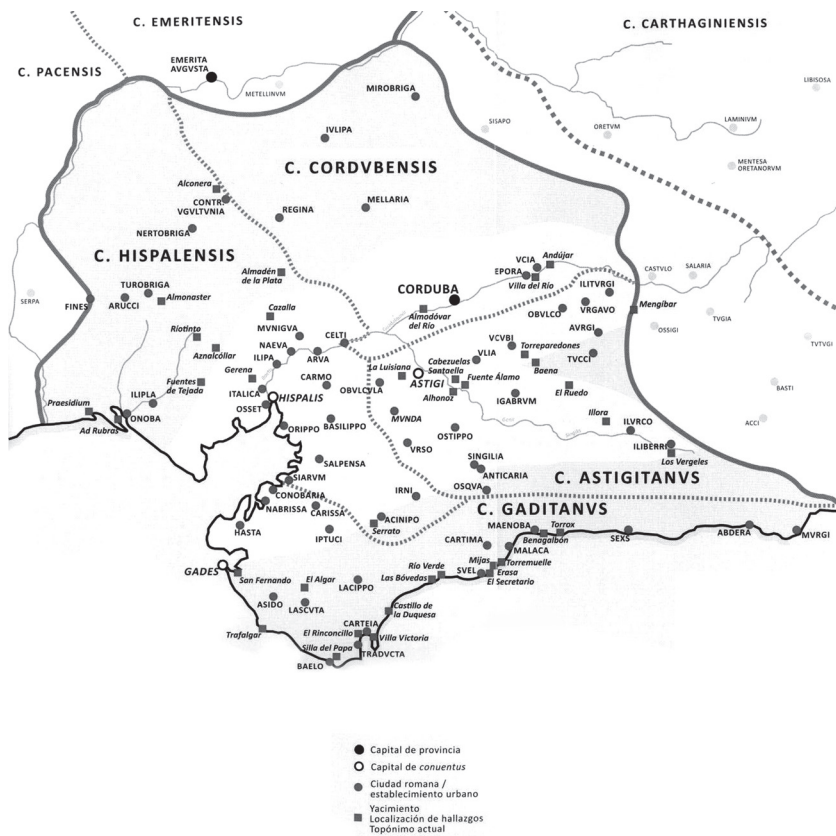 C. EMERITENSIS
C. CARTHAGINIENSIS
EMERITA
AVGVSTA
C. PACENSIS
METELLINVM
LIBISOSA
MIROBRIGA
SISAPO
LAMINIVM
ORETVM
IVLIPA
C. CORDVBENSIS
MENTESA
ORETANORVM
Alconera
CONTR.
VGVLTVNIA
MELLARIA
REGINA
NERTOBRIGA
C. HISPALENSIS
VCIA
Andújar
EPORA
Villa del Río
CASTVLO
SALARIA
Almadén
de la Plata
TUROBRIGA
ILITVRGI
SERPA
FINES
ARUCCI
Almonaster
CORDUBA
Almodóvar
del Río
OBVLCO
VRGAVO
Mengíbar
TVGIA
Cazalla
OSSIGI
Riotinto
MVNIGVA
AVRGI
NAEVA
CELTI
VCVBI
Torreparedones
TVTVGI
Aznalcóllar
ILIPA
ARVA
VLIA
TVCCI
Cabezuelas
Santaella
Baena
La Luisiana
ASTIGI
Fuente Álamo
Gerena
CARMO
OBVLCVLA
Fuentes
de Tejada
ITALICA
HISPALIS
Alhonoz
IGABRVM
El Ruedo
BASTI
ILIPLA
Praesidium
OSSET
MVNDA
Illora
ONOBA
ORIPPO
BASILIPPO
ILVRCO
ACCI
Ad Rubras
OSTIPPO
VRSO
ILIBERRI
Los Vergeles
SALPENSA
SINGILIA
ANTICARIA
C. ASTIGITANVS
SIARVM
CONOBARIA
OSQVA
IRNI
NABRISSA
CARISSA
C. GADITANVS
ACINIPO
Serrato
HASTA
IPTUCI
MAENOBA
Torrox
Benagalbón
SEXS
ABDERA
MVRGI
CARTIMA
MALACA
Mijas
Torremuelle
GADES
Río Verde
SVEL
Erasa
San Fernando
El Algar
LACIPPO
Las Bóvedas
El Secretario
ASIDO
LASCVTA
Castillo de
la Duquesa
CARTEIA
Trafalgar
El Rinconcillo
Villa Victoria
Silla del Papa
TRADVCTA
BAELO
Capital de provincia
Capital de conuentus
Ciudad romana /
establecimiento urbano
Yacimiento
Localización de hallazgos
Topónimo actual